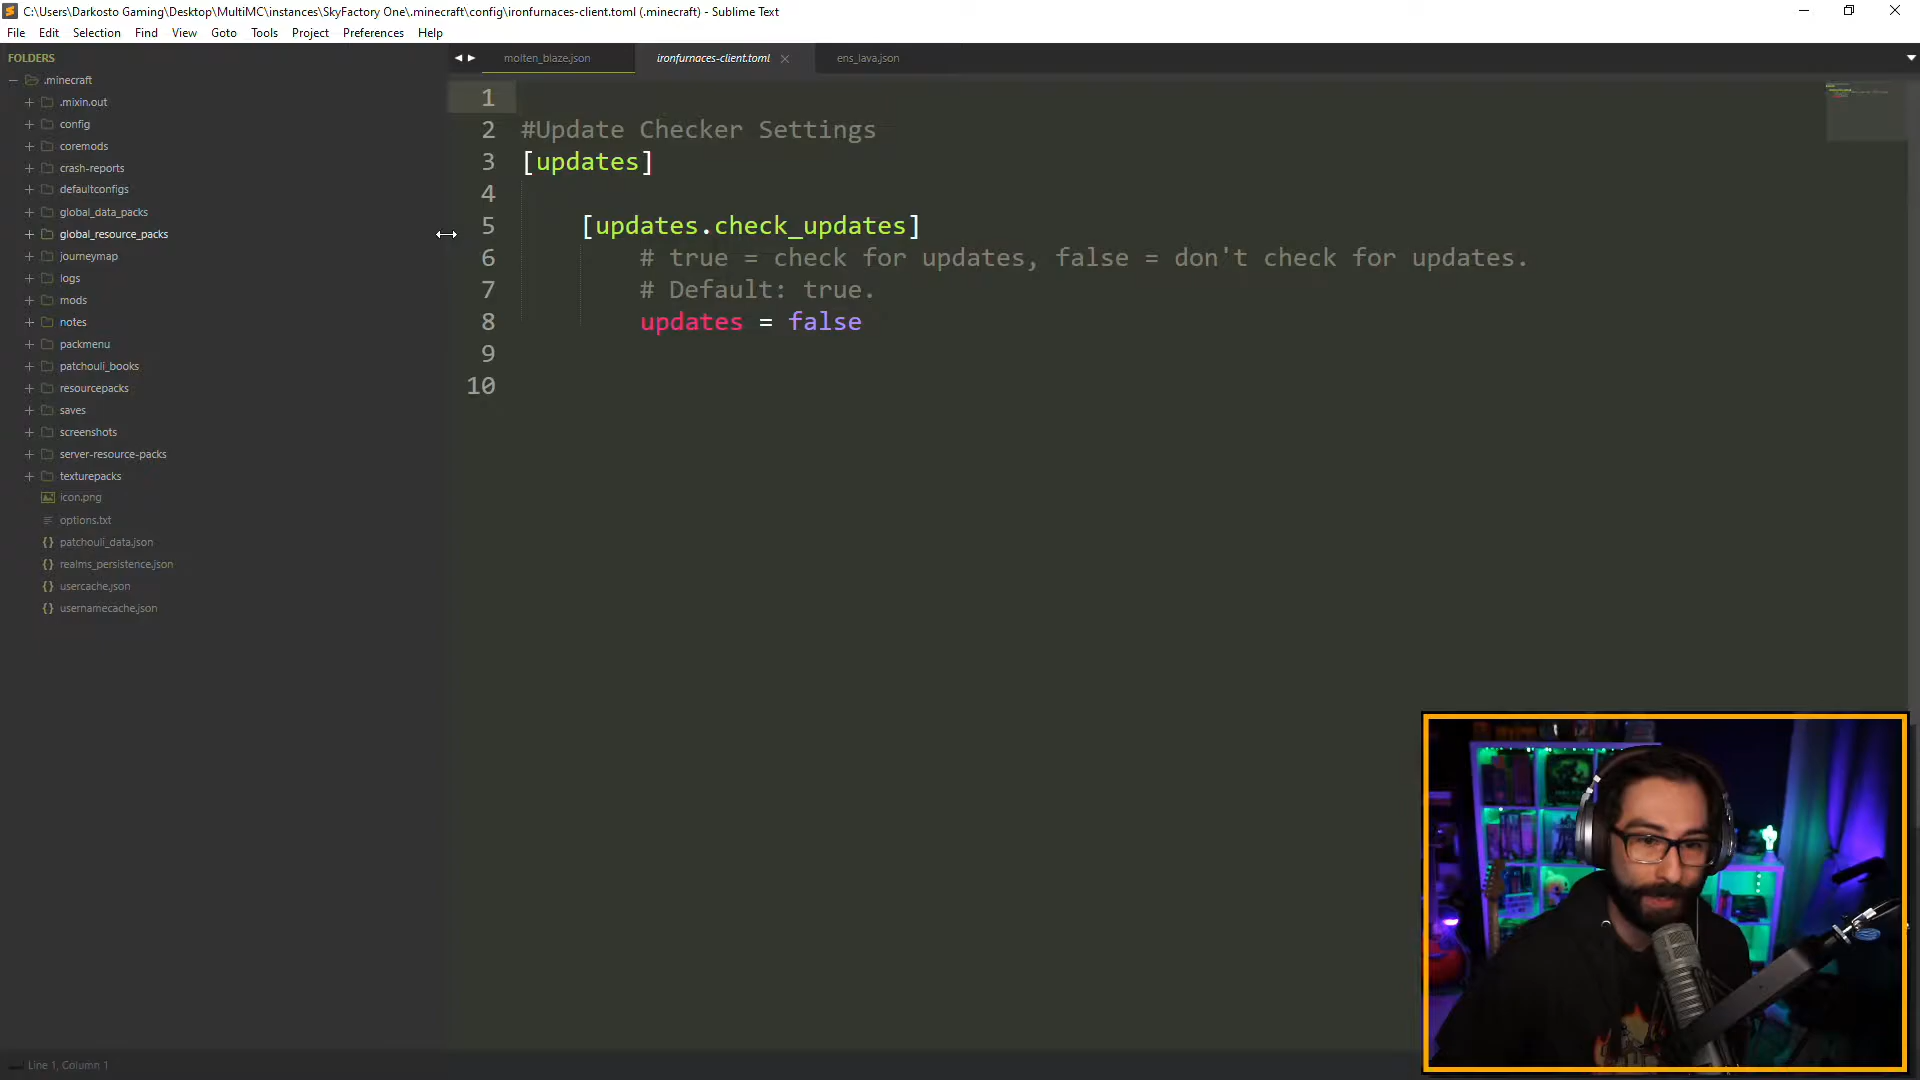 C:\Users\Darkosto Gaming\Desktop\MultiMC\instances\SkyFactory One\.minecraft\config\ironfurnaces-client.toml (.minecraft) - Sublime Text
File Edit Selection Find View Goto Tools Project Preferences Help
FOLDERS
.minecraft
.mixin.out
config
coremods
crash-reports
defaultconfigs
global_data_packs
global_resource_packs
journeymap
logs
mods
notes
packmenu
patchouli_books
resourcepacks
saves
screenshots
server-resource-packs
texturepacks
icon.png
options.txt
patchouli_data.json
realms_persistence.json
usercache.json
usernamecache.json
molten_blaze.json ironfurnaces-client.toml ens_lava.json
1
2 #Update Checker Settings
3 [updates]
4
5 [updates.check_updates]
6 # true = check for updates, false = don't check for updates.
7 # Default: true.
8 updates = false
9
10
Line 1, Column 1